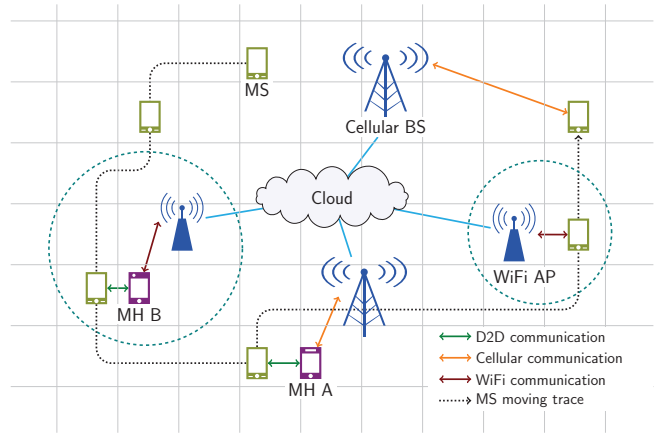 MS
Cellular BS
Cloud
WiFi AP
MH B
MH A
D2D communication
Cellular communication
WiFi communication
MS moving trace